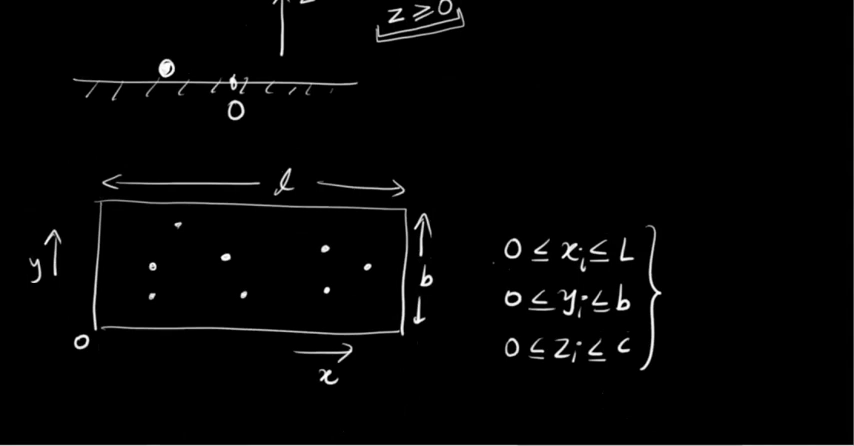 z ≥ 0
O
l
y
b
O
x
0 ≤ xᵢ ≤ L
0 ≤ yᵢ ≤ b
0 ≤ zᵢ ≤ c